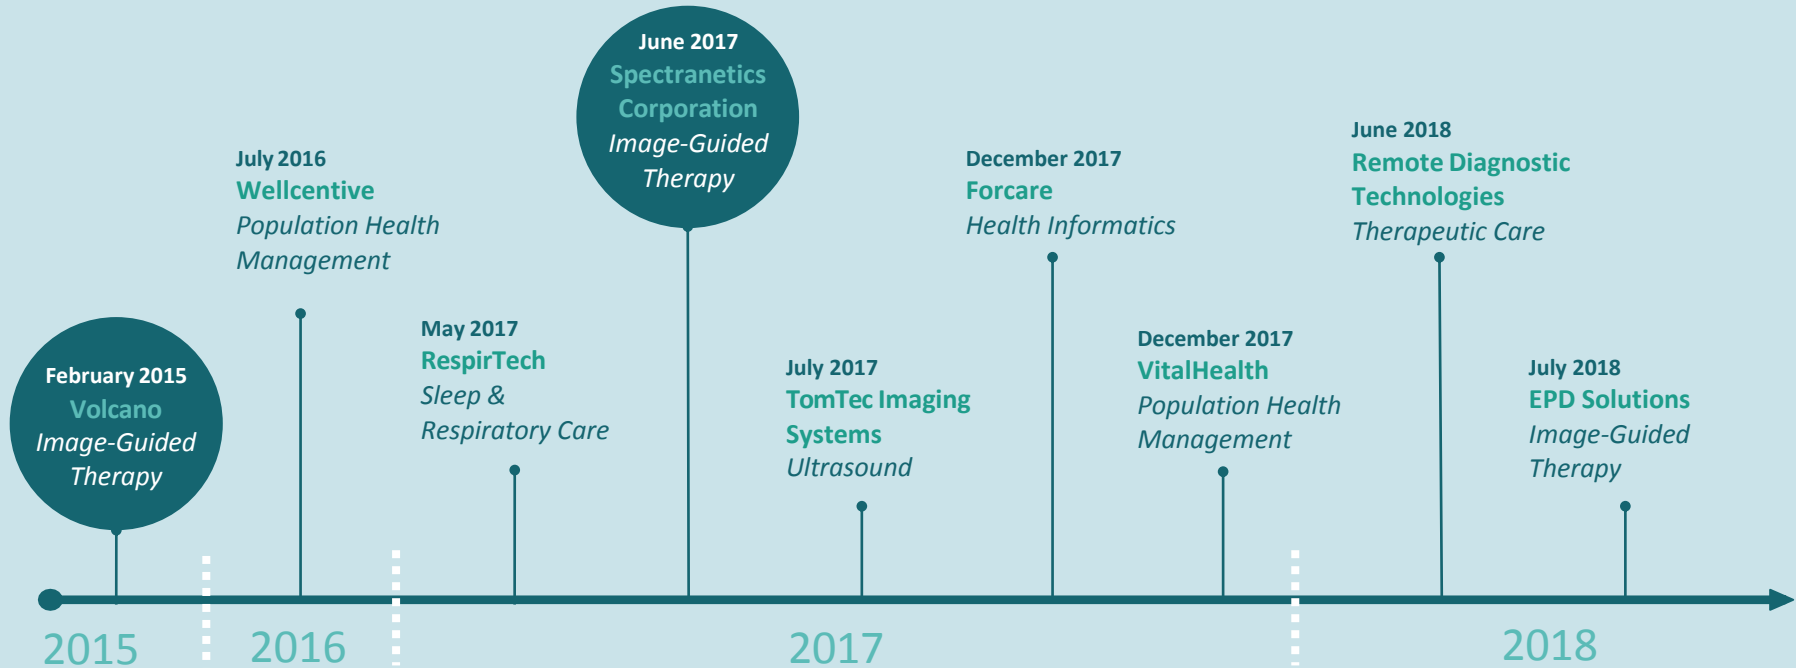 February 2015
Volcano
Image-Guided
Therapy
July 2016
Wellcentive
Population Health
Management
May 2017
RespirTech
Sleep &
Respiratory Care
June 2017
Spectranetics
Corporation
Image-Guided
Therapy
July 2017
TomTec Imaging
Systems
Ultrasound
December 2017
Forcare
Health Informatics
December 2017
VitalHealth
Population Health
Management
June 2018
Remote Diagnostic
Technologies
Therapeutic Care
July 2018
EPD Solutions
Image-Guided
Therapy
2015
2016
2017
2018